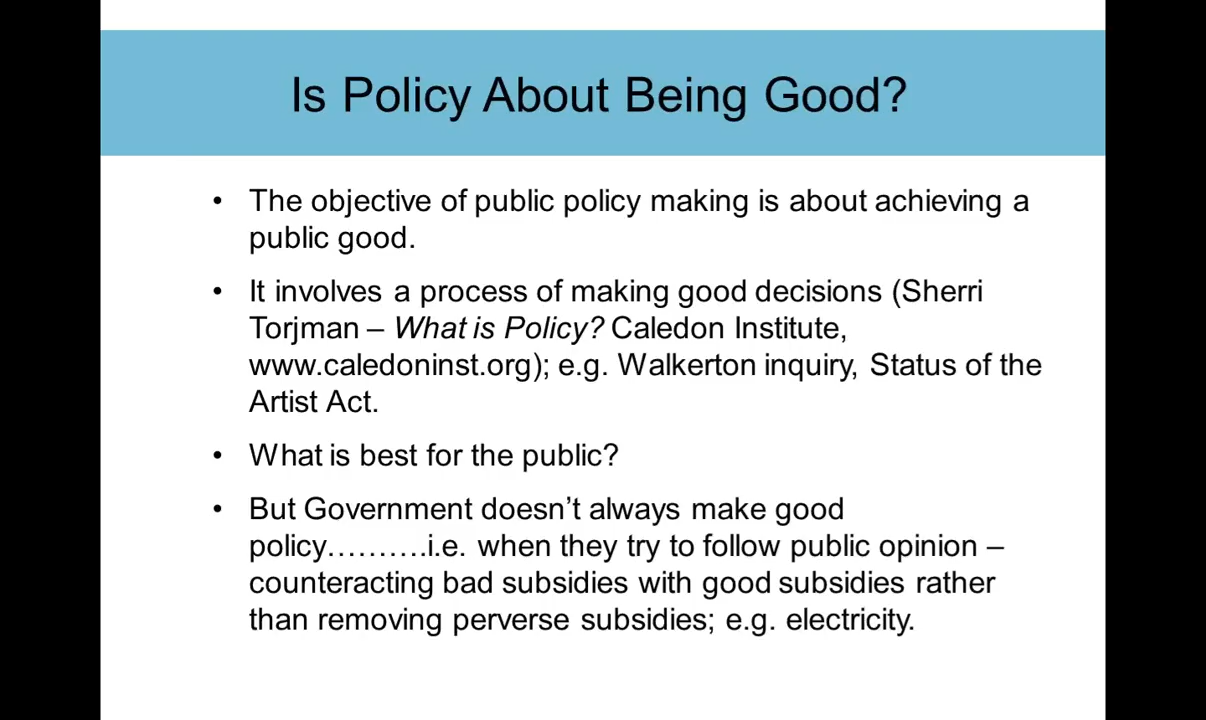 Is Policy About Being Good?
• The objective of public policy making is about achieving a
public good.
• It involves a process of making good decisions (Sherri
Torjman – What is Policy? Caledon Institute,
www.caledoninst.org); e.g. Walkerton inquiry, Status of the
Artist Act.
• What is best for the public?
• But Government doesn’t always make good
policy……….i.e. when they try to follow public opinion –
counteracting bad subsidies with good subsidies rather
than removing perverse subsidies; e.g. electricity.